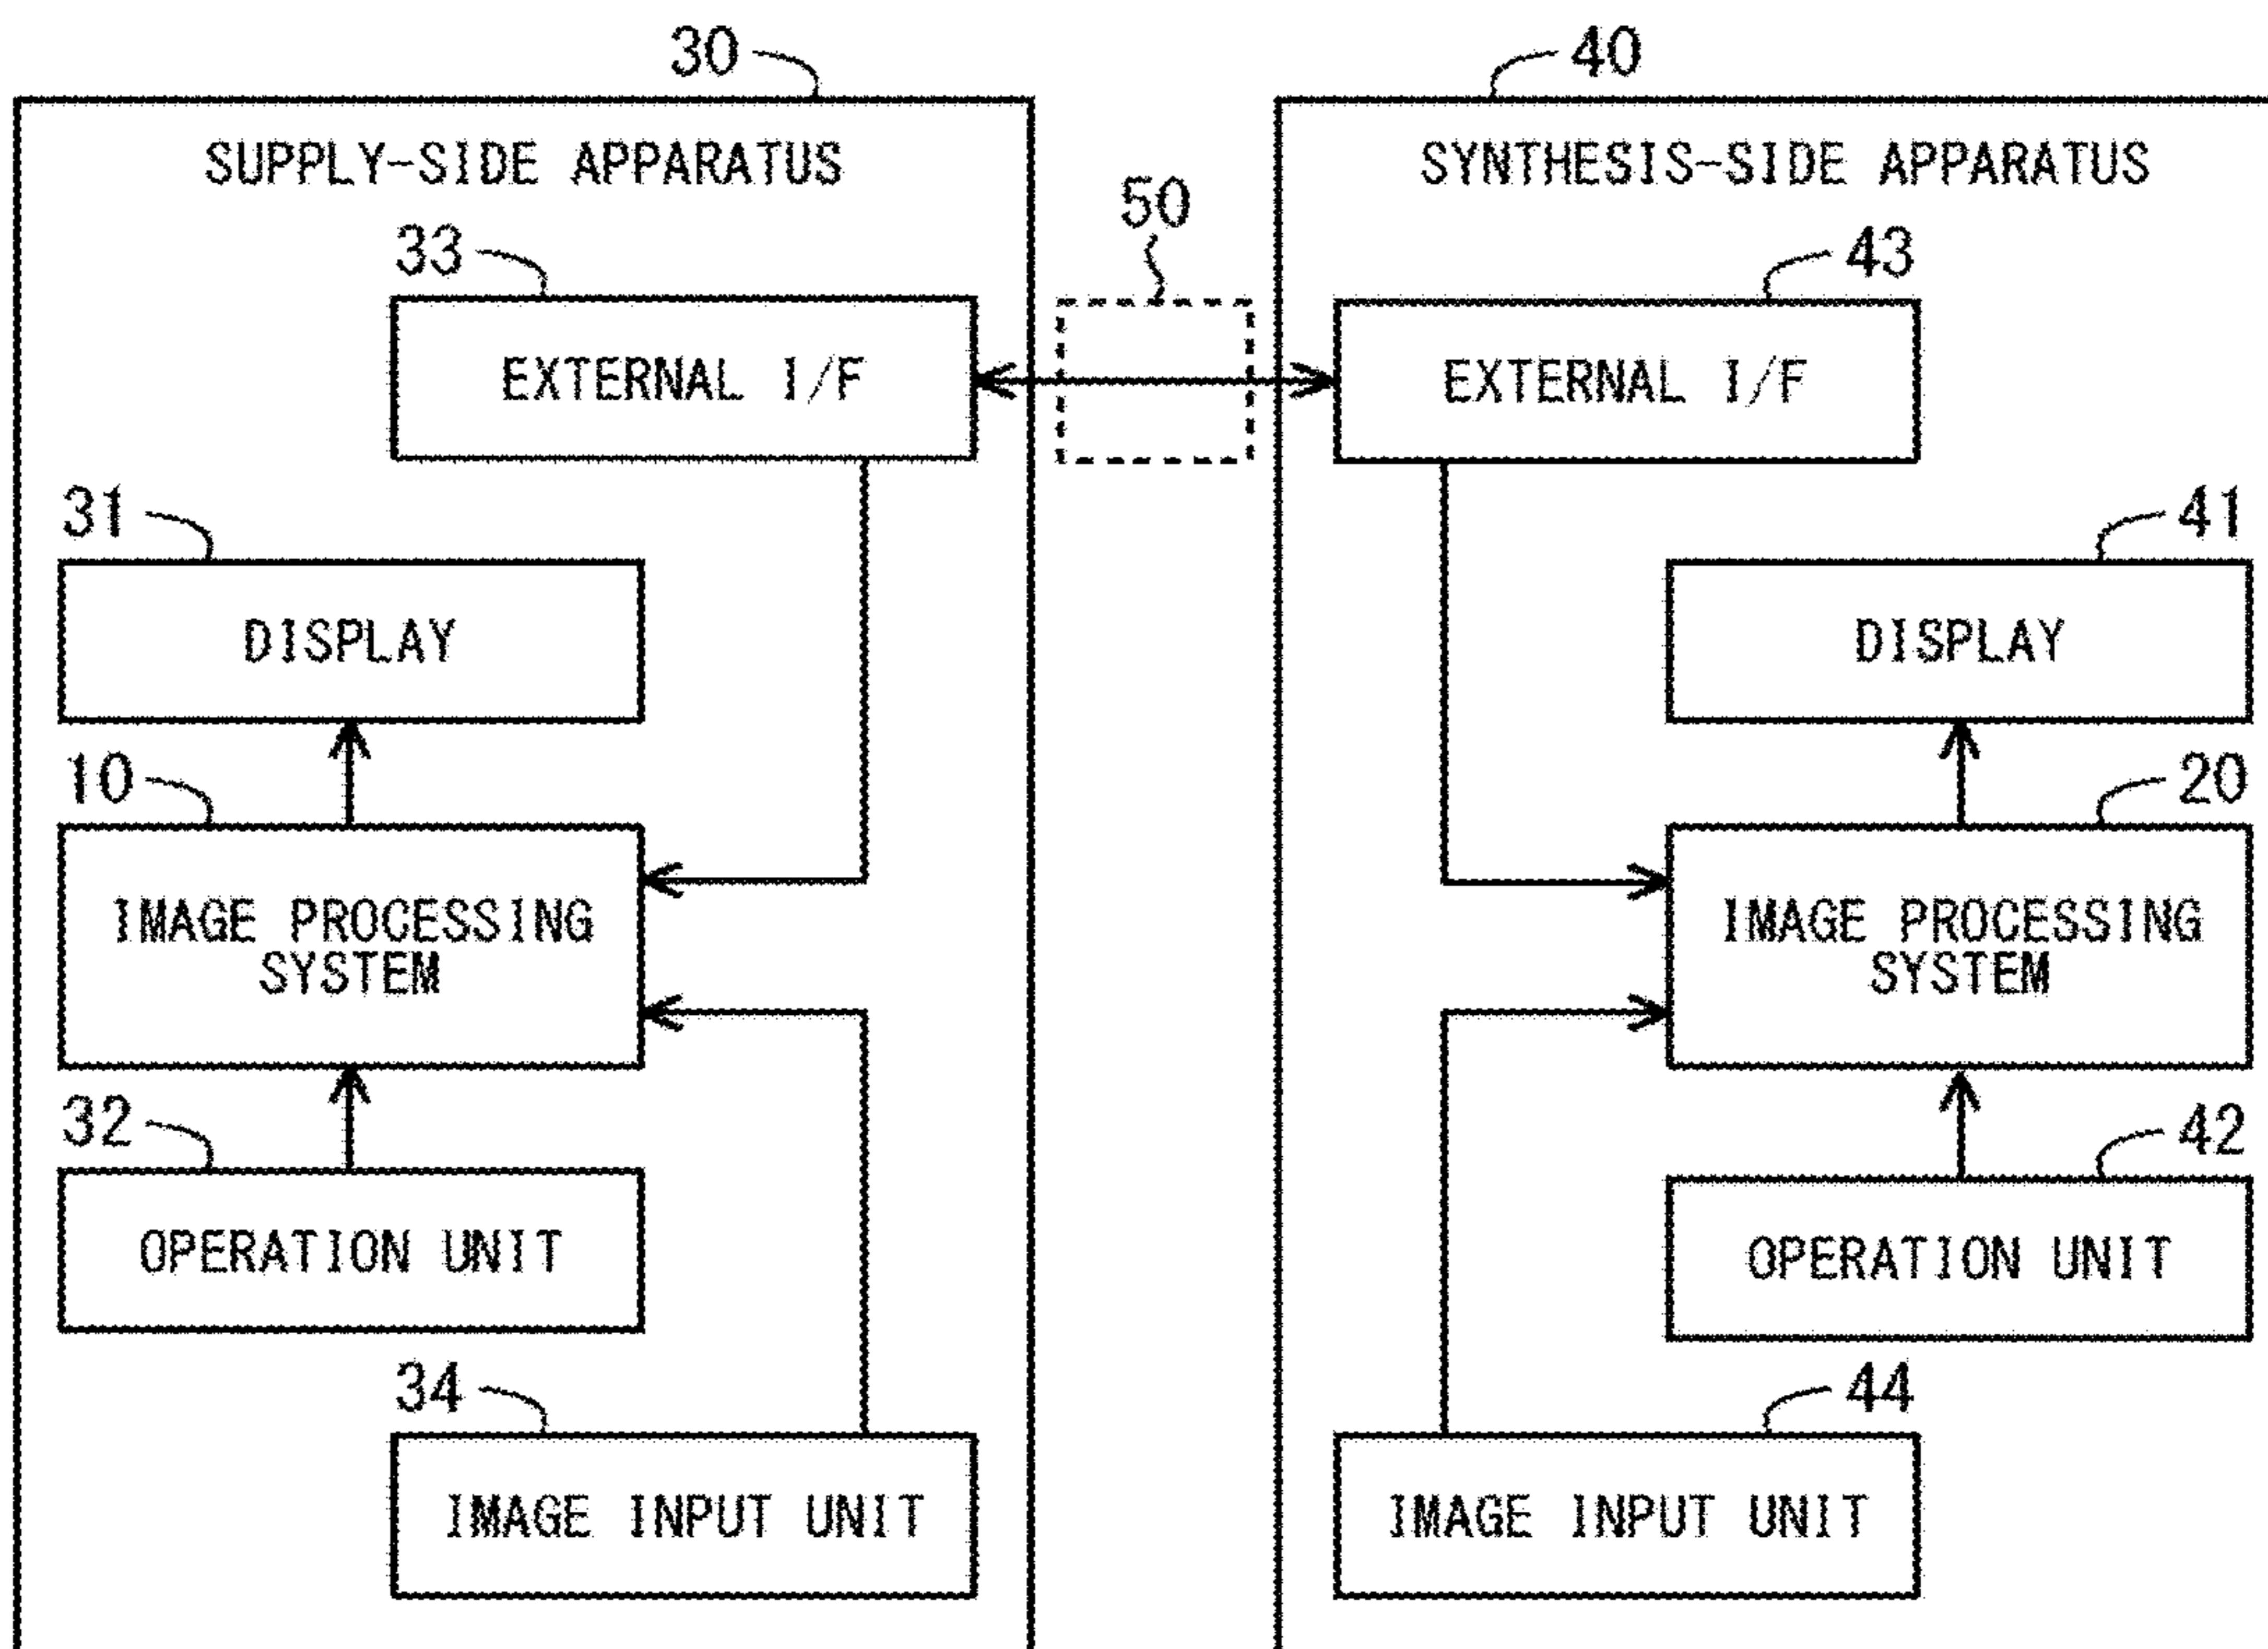 30
40
SUPPLY-SIDE APPARATUS
SYNTHESIS-SIDE APPARATUS
50
33
43
EXTERNAL I/F
EXTERNAL I/F
31
41
DISPLAY
DISPLAY
10
20
IMAGE PROCESSING
SYSTEM
IMAGE PROCESSING
SYSTEM
32
42
OPERATION UNIT
OPERATION UNIT
34
44
IMAGE INPUT UNIT
IMAGE INPUT UNIT